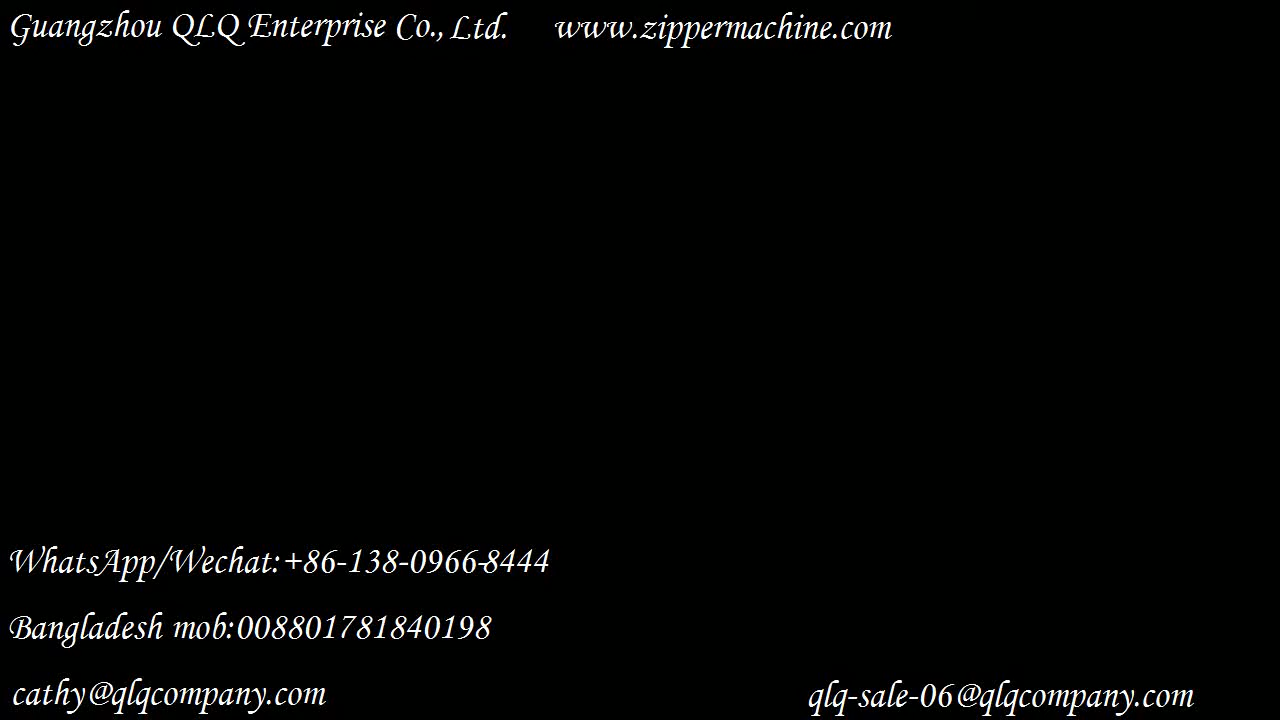 Guangzhou QLQ Enterprise Co., Ltd. www.zippermachine.com
WhatsApp/Wechat:+86-138-0966-8444
Bangladesh mob:008801781840198
cathy@qlqcompany.com qlq-sale-06@qlqcompany.com